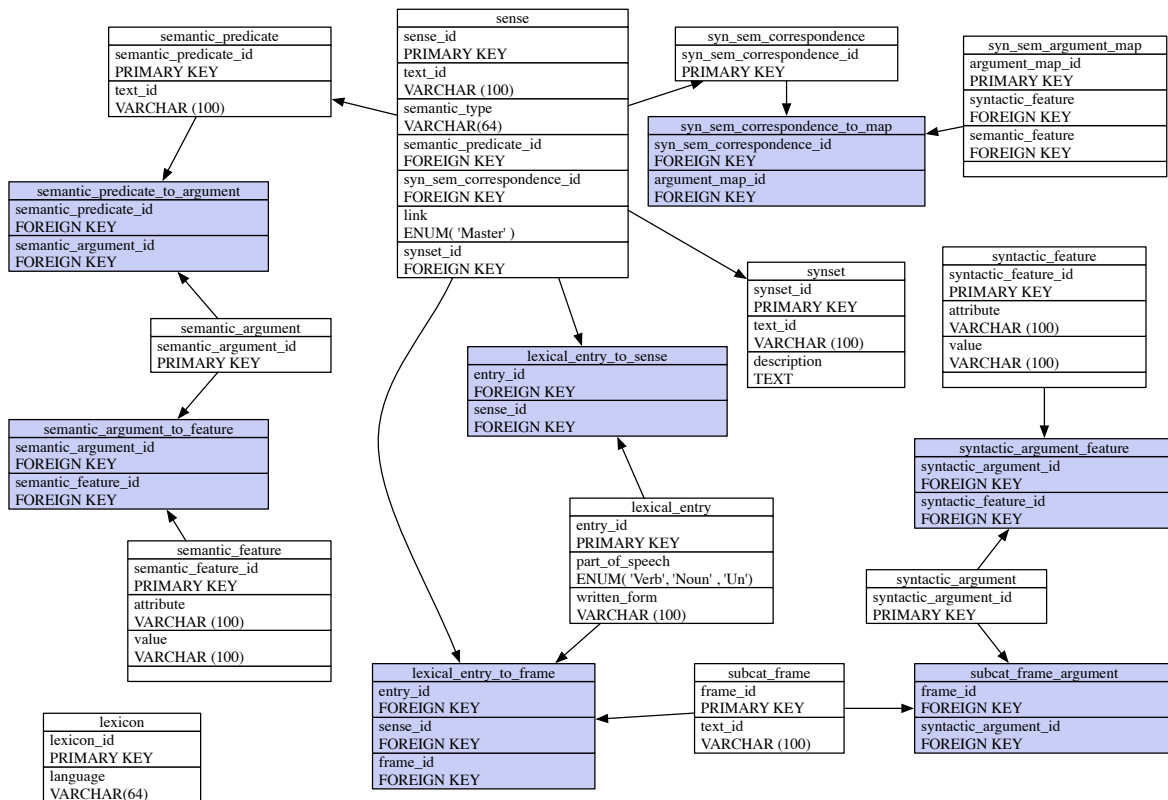 semantic_predicate
semantic_predicate_id
PRIMARY KEY
text_id
VARCHAR (100)
sense
sense_id
PRIMARY KEY
text_id
VARCHAR (100)
semantic_type
VARCHAR(64)
semantic_predicate_id
FOREIGN KEY
syn_sem_correspondence_id
FOREIGN KEY
link
ENUM( 'Master' )
synset_id
FOREIGN KEY
syn_sem_correspondence
syn_sem_correspondence_id
PRIMARY KEY
syn_sem_argument_map
argument_map_id
PRIMARY KEY
syntactic_feature
FOREIGN KEY
semantic_feature
FOREIGN KEY
syn_sem_correspondence_to_map
syn_sem_correspondence_id
FOREIGN KEY
argument_map_id
FOREIGN KEY
semantic_predicate_to_argument
semantic_predicate_id
FOREIGN KEY
semantic_argument_id
FOREIGN KEY
synset
synset_id
PRIMARY KEY
text_id
VARCHAR (100)
description
TEXT
syntactic_feature
syntactic_feature_id
PRIMARY KEY
attribute
VARCHAR (100)
value
VARCHAR (100)
semantic_argument
semantic_argument_id
PRIMARY KEY
lexical_entry_to_sense
entry_id
FOREIGN KEY
sense_id
FOREIGN KEY
semantic_argument_to_feature
semantic_argument_id
FOREIGN KEY
semantic_feature_id
FOREIGN KEY
syntactic_argument_feature
syntactic_argument_id
FOREIGN KEY
syntactic_feature_id
FOREIGN KEY
lexical_entry
entry_id
PRIMARY KEY
part_of_speech
ENUM( 'Verb', 'Noun' , 'Un')
written_form
VARCHAR (100)
semantic_feature
semantic_feature_id
PRIMARY KEY
attribute
VARCHAR (100)
value
VARCHAR (100)
syntactic_argument
syntactic_argument_id
PRIMARY KEY
lexical_entry_to_frame
entry_id
FOREIGN KEY
sense_id
FOREIGN KEY
frame_id
FOREIGN KEY
subcat_frame
frame_id
PRIMARY KEY
text_id
VARCHAR (100)
subcat_frame_argument
frame_id
FOREIGN KEY
syntactic_argument_id
FOREIGN KEY
lexicon
lexicon_id
PRIMARY KEY
language
VARCHAR(64)